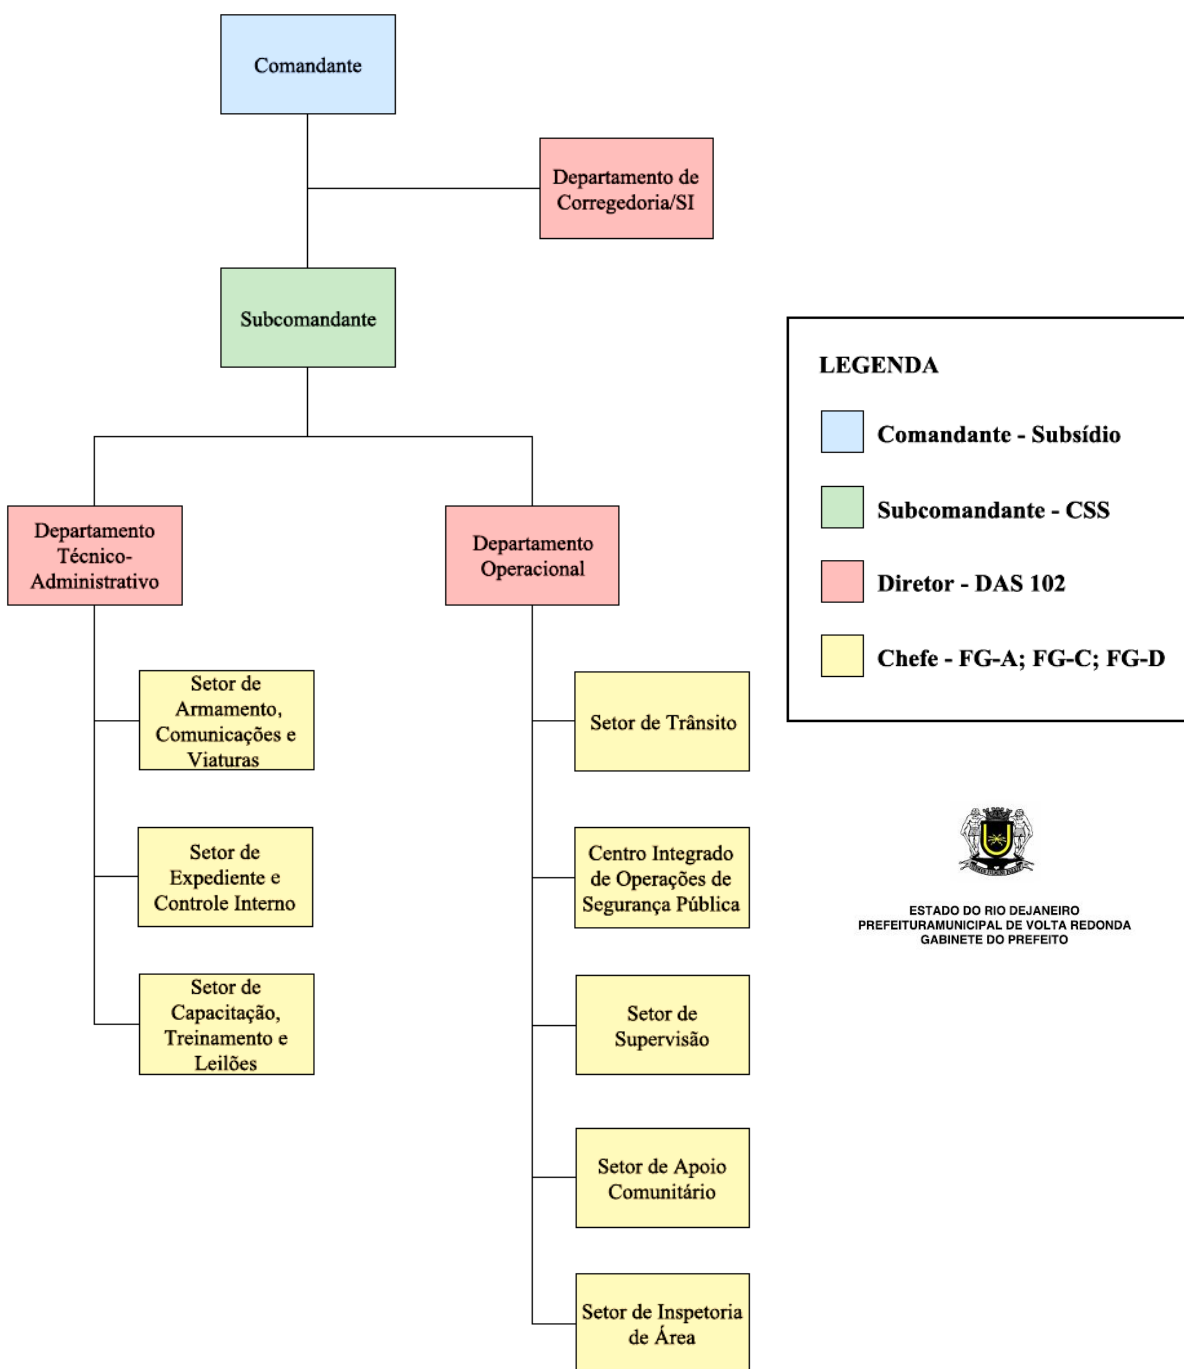 Comandante
Departamento de
Corregedoria/SI
Subcomandante
LEGENDA
Comandante - Subsídio
Subcomandante - CSS
Diretor - DAS 102
Chefe - FG-A; FG-C; FG-D
Departamento
Técnico-
Administrativo
Departamento
Operacional
Setor de
Armamento,
Comunicações e
Viaturas
Setor de
Expediente e
Controle Interno
Setor de
Capacitação,
Treinamento e
Leilões
Setor de Trânsito
Centro Integrado
de Operações de
Segurança Pública
Setor de
Supervisão
Setor de Apoio
Comunitário
Setor de Inspetoria
de Área
ESTADO DO RIO DEJANEIRO
PREFEITURAMUNICIPAL DE VOLTA REDONDA
GABINETE DO PREFEITO